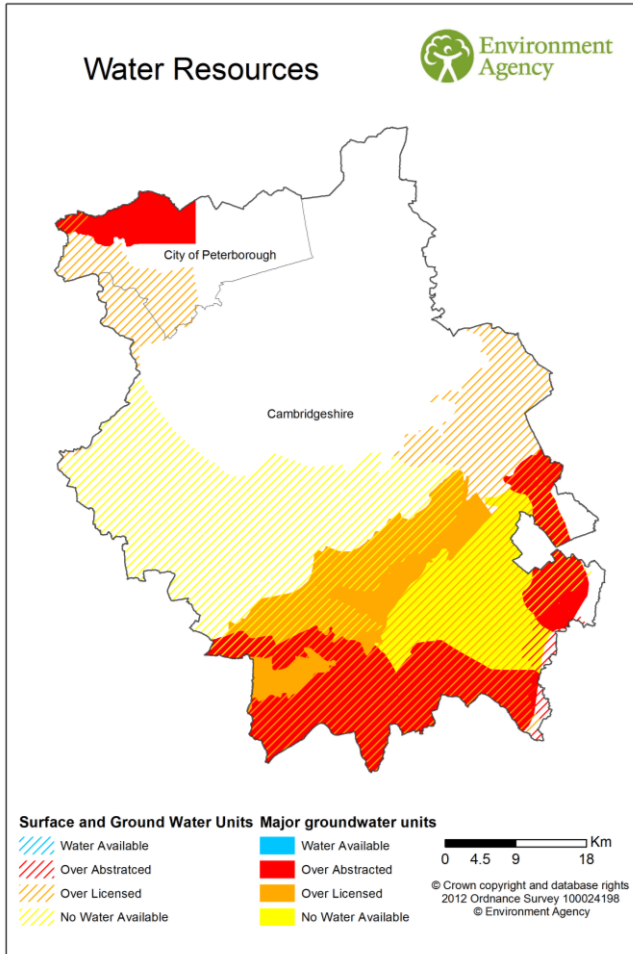 Water Resources
Environment
Agency
City of Peterborough
Cambridgeshire
Surface and Ground Water Units
Water Available
Over Abstratced
Over Licensed
No Water Available
Major groundwater units
Water Available
Over Abstracted
Over Licensed
No Water Available
Km
0 4.5 9 18
© Crown copyright and database rights
2012 Ordnance Survey 100024198
© Environment Agency